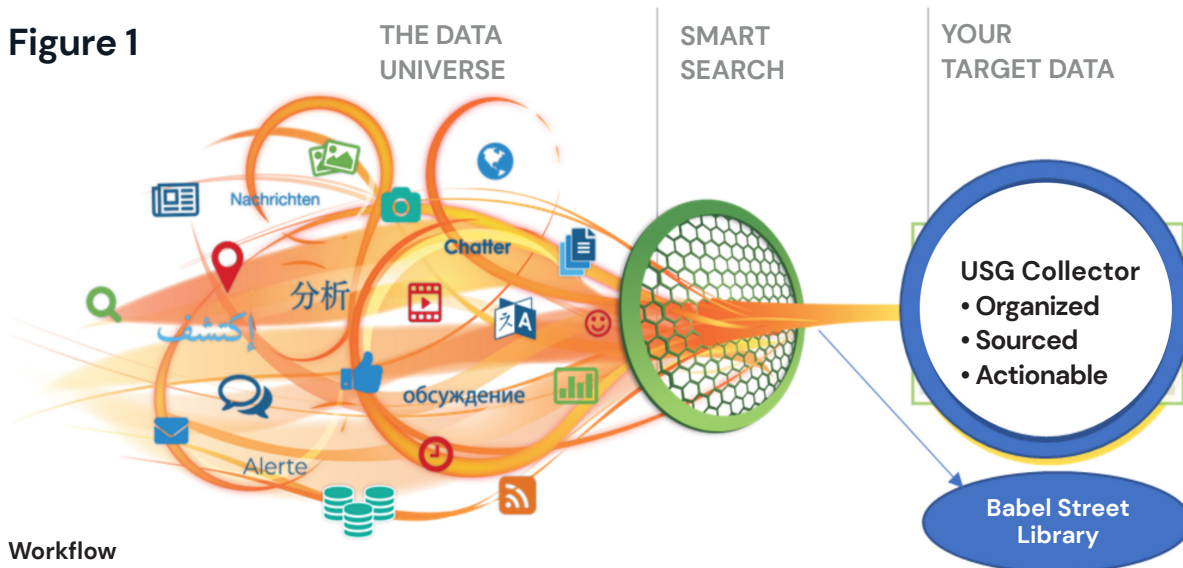 Figure 1
THE DATA
UNIVERSE
SMART
SEARCH
YOUR
TARGET DATA
Nachrichten
Chatter
分析
إكتشف
обсуждение
Alerte
USG Collector
• Organized
• Sourced
• Actionable
Babel Street
Library
Workflow